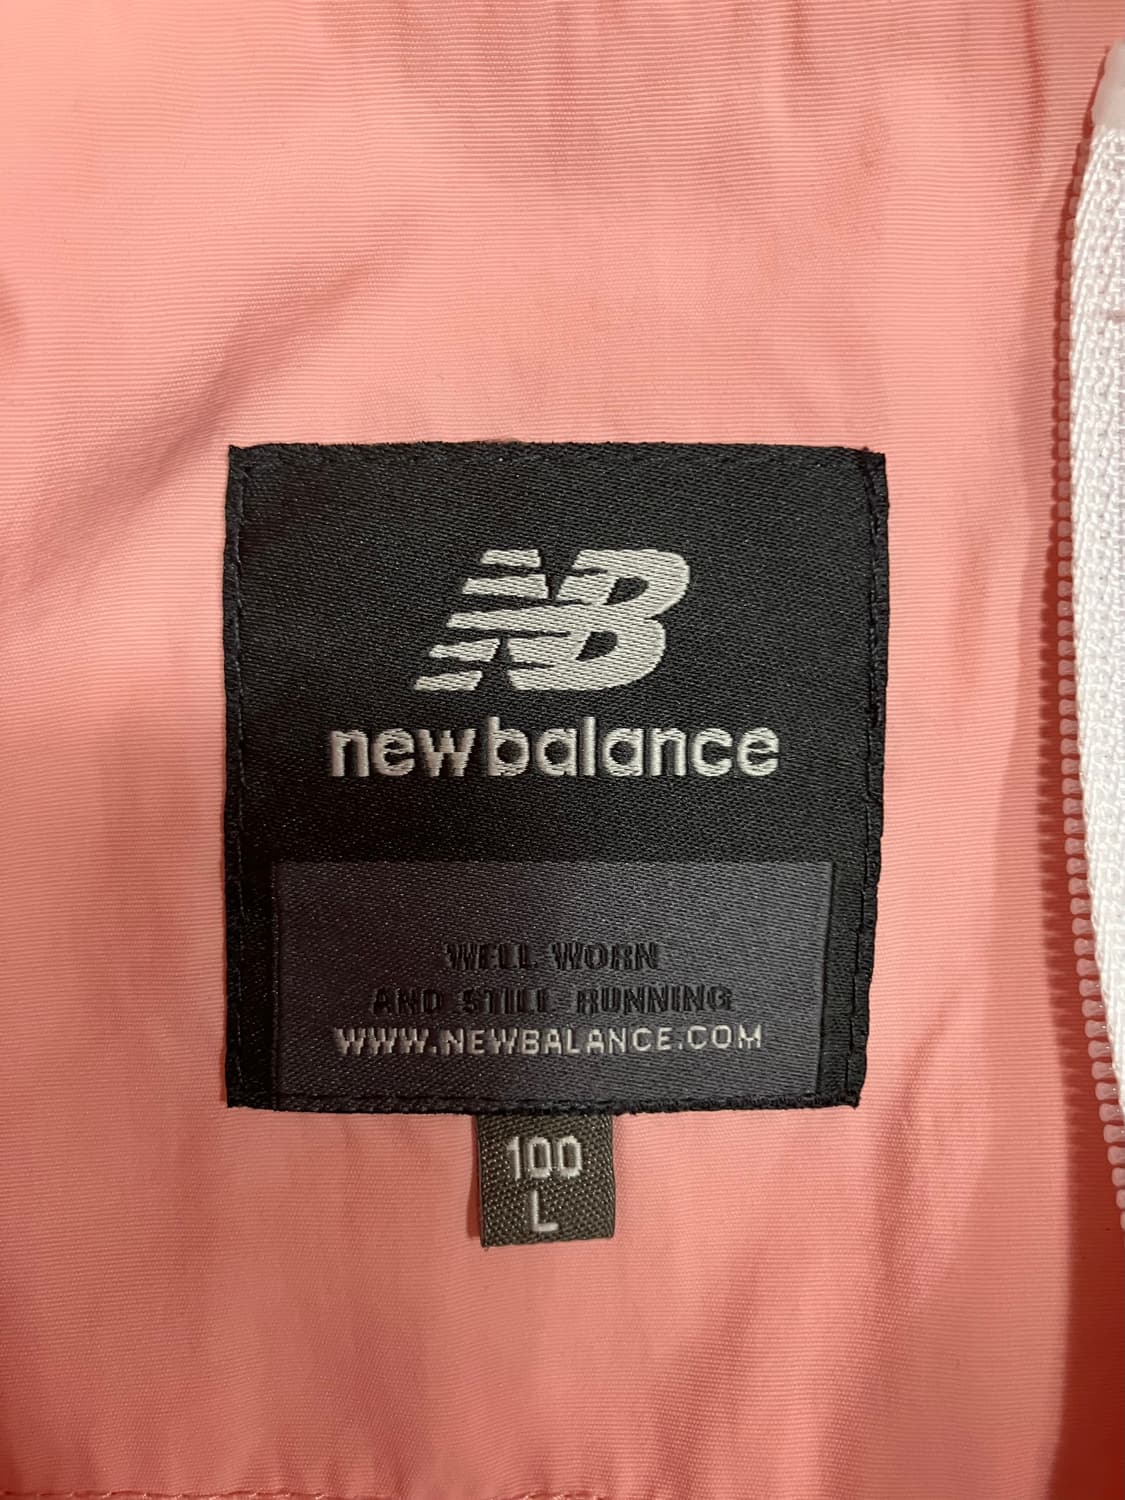 NB
new balance
WELL WORN
AND STILL RUNNING
WWW.NEWBALANCE.COM
100
L